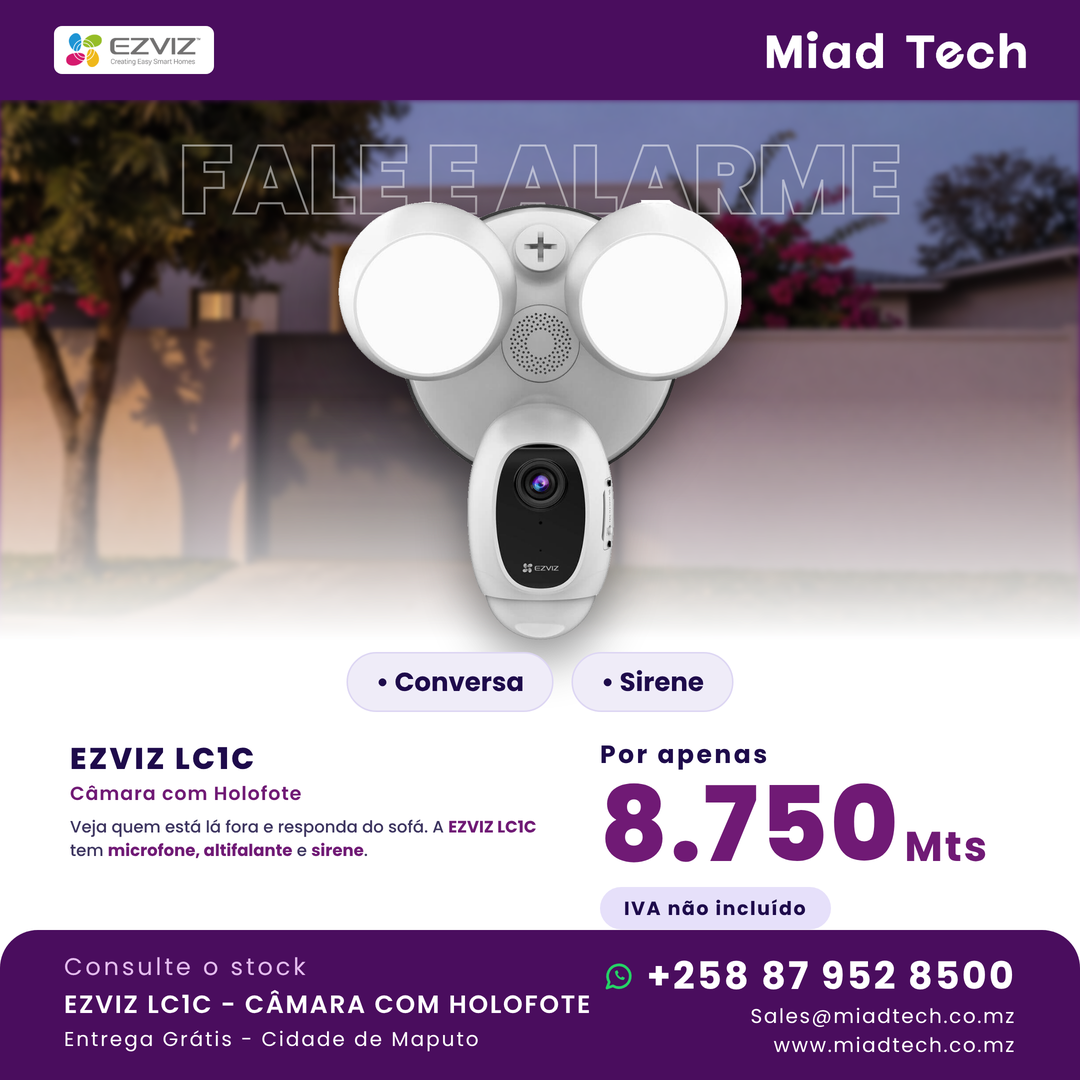 EZVIZ
Creating Easy Smart Homes
Miad Tech
FALE E ALARME
EZVIZ
• Conversa
• Sirene
EZVIZ LC1C
Câmara com Holofote
Veja quem está lá fora e responda do sofá. A EZVIZ LC1C
tem microfone, altifalante e sirene.
Por apenas
8.750 Mts
IVA não incluído
Consulte o stock
EZVIZ LC1C - CÂMARA COM HOLOFOTE
Entrega Grátis - Cidade de Maputo
+258 87 952 8500
Sales@miadtech.co.mz
www.miadtech.co.mz